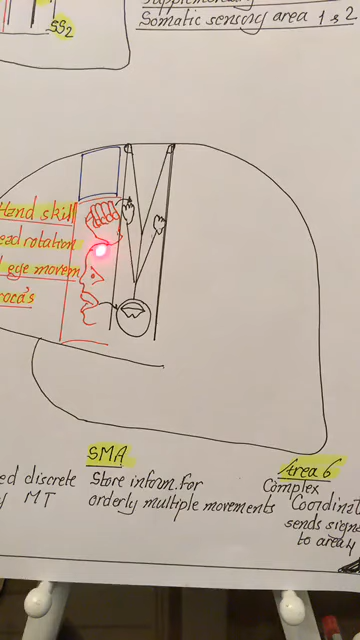 SS2
Supplementary
Somatic sensory area 1 & 2
Hand skill
ead rotation
eye movem
roca's
SMA
Store inform. for
orderly multiple movements
ed discrete
MT
Area 6
Complex
Coordinat
sends signa
to area 4